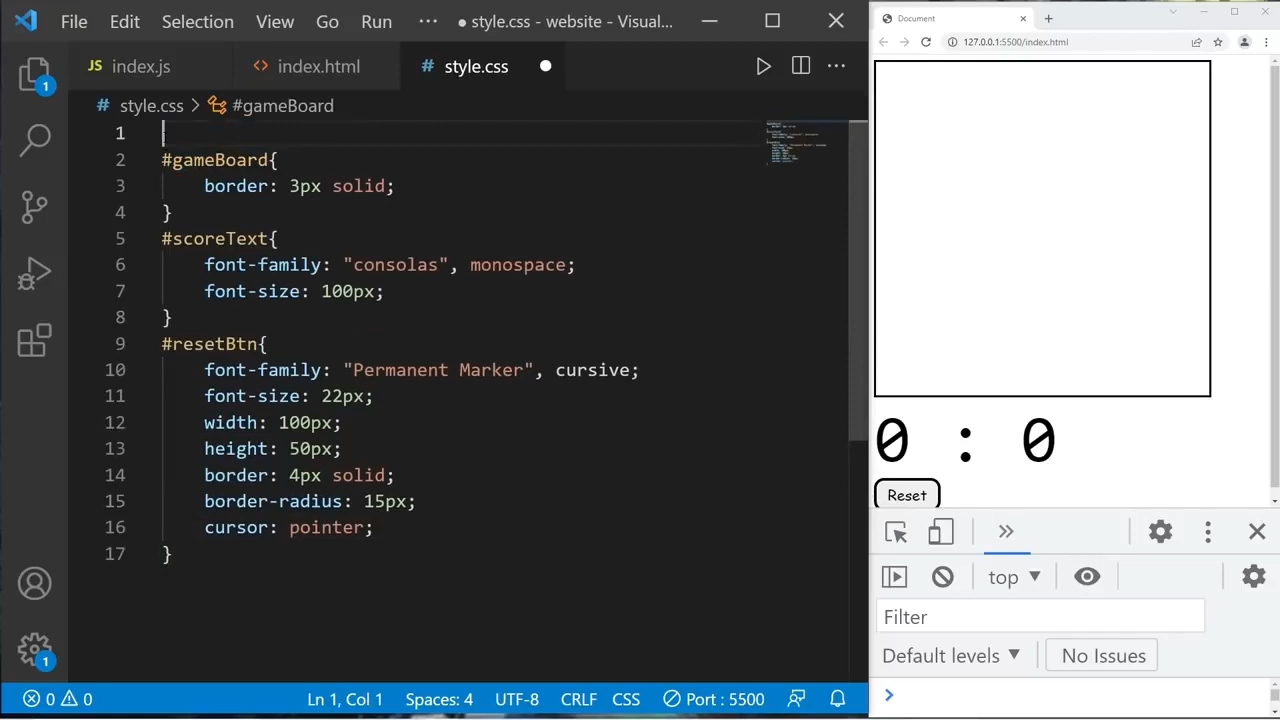 File Edit Selection View Go Run ··· ● style.css - website - Visual...
JS index.js <> index.html # style.css ●
# style.css > #gameBoard
1
2 #gameBoard{
3     border: 3px solid;
4 }
5 #scoreText{
6     font-family: "consolas", monospace;
7     font-size: 100px;
8 }
9 #resetBtn{
10     font-family: "Permanent Marker", cursive;
11     font-size: 22px;
12     width: 100px;
13     height: 50px;
14     border: 4px solid;
15     border-radius: 15px;
16     cursor: pointer;
17 }
1
1
0 0 Ln 1, Col 1 Spaces: 4 UTF-8 CRLF CSS Port : 5500
Document
127.0.0.1:5500/index.html
0 : 0
Reset
top
Filter
Default levels No Issues